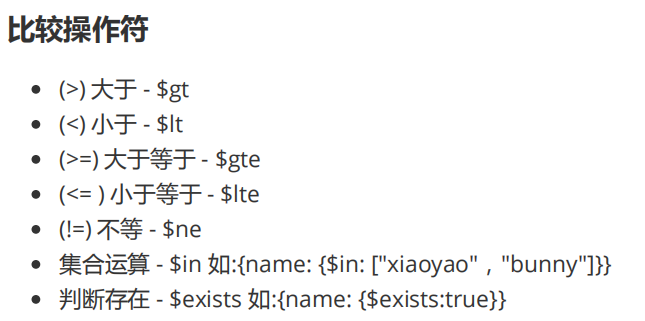 比较操作符
(>) 大于 - $gt
(<) 小于 - $lt
(>=) 大于等于 - $gte
(<= ) 小于等于 - $lte
(!=) 不等 - $ne
集合运算 - $in 如:{name: {$in: ["xiaoyao"，"bunny"]}}
判断存在 - $exists 如:{name: {$exists:true}}